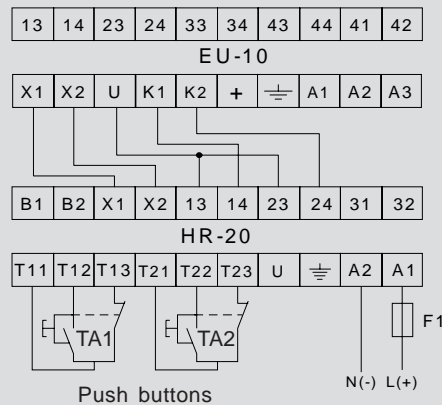 13 14 23 24 33 34 43 44 41 42
EU-10
X1 X2 U K1 K2 + ⏚ A1 A2 A3
B1 B2 X1 X2 13 14 23 24 31 32
HR-20
T11 T12 T13 T21 T22 T23 U ⏚ A2 A1
F1
TA1 TA2
N(-) L(+)
Push buttons